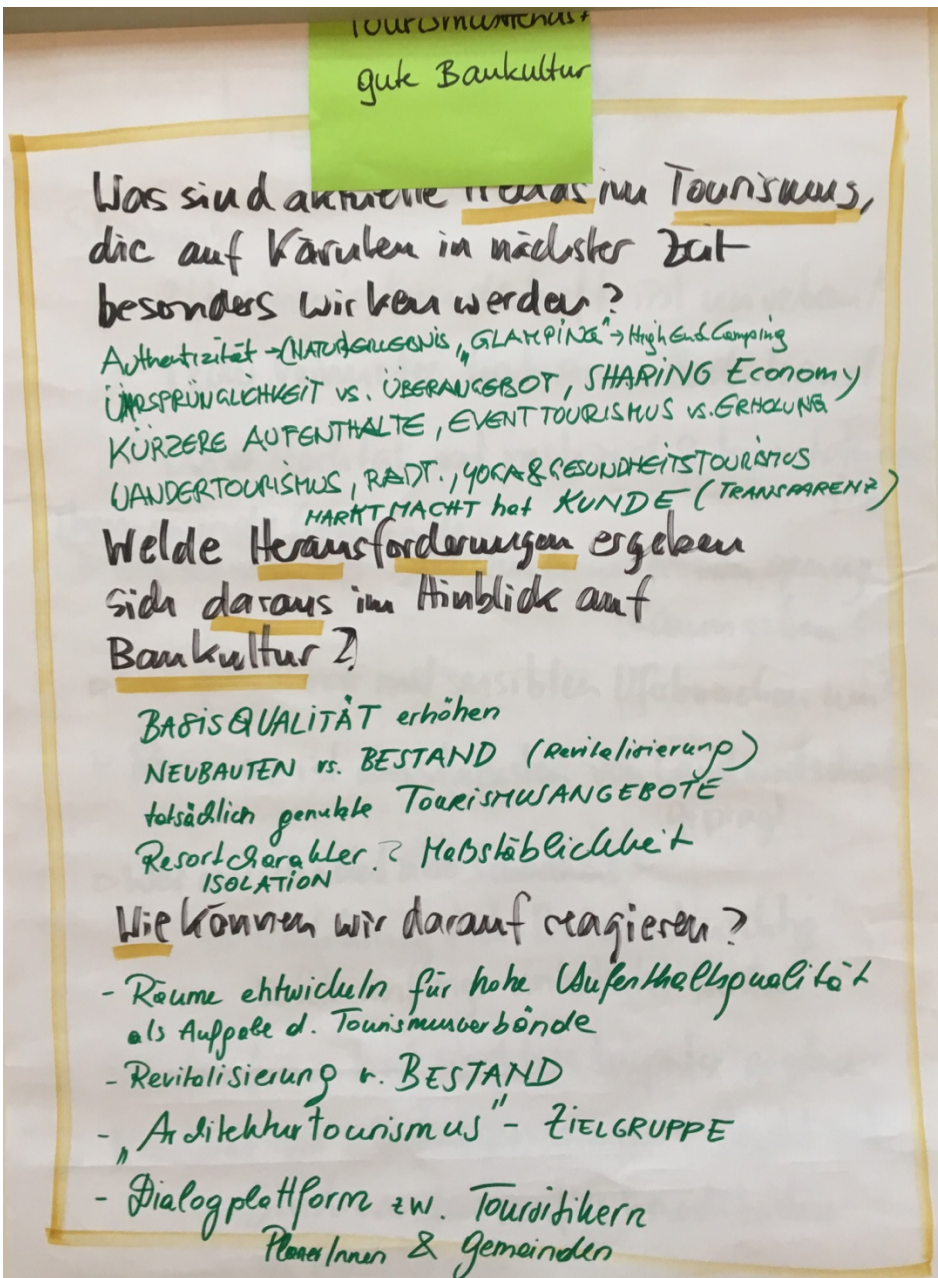 Tourismuswirtschaft
gute Baukultur
Was sind aktuelle Trends im Tourismus,
die auf Kärnten in nächster Zeit
besonders wirken werden?
Authentizität → (NATUR)ERLEBNIS „GLAMPING" → High End Camping
URSPRÜNGLICHKEIT vs. ÜBERANGEBOT, SHARING Economy
KÜRZERE AUFENTHALTE, EVENTTOURISMUS vs. ERHOLUNG
WANDERTOURISMUS, RADT., YOGA & GESUNDHEITSTOURISMUS
MARKTMACHT hat KUNDE (TRANSPARENZ)
Welche Herausforderungen ergeben
sich daraus im Hinblick auf
Baukultur?
BASISQUALITÄT erhöhen
NEUBAUTEN vs. BESTAND (Revitalisierung)
tatsächlich genutzte TOURISMUSANGEBOTE
Resortcharakter? Maßstäblichkeit
ISOLATION
Wie können wir darauf reagieren?
- Räume entwickeln für hohe Aufenthaltsqualität
als Aufgabe d. Tourismusverbände
- Revitalisierung v. BESTAND
- „Architekturtourismus" - ZIELGRUPPE
- Dialogplattform zw. Touristikern
PlanerInnen & Gemeinden